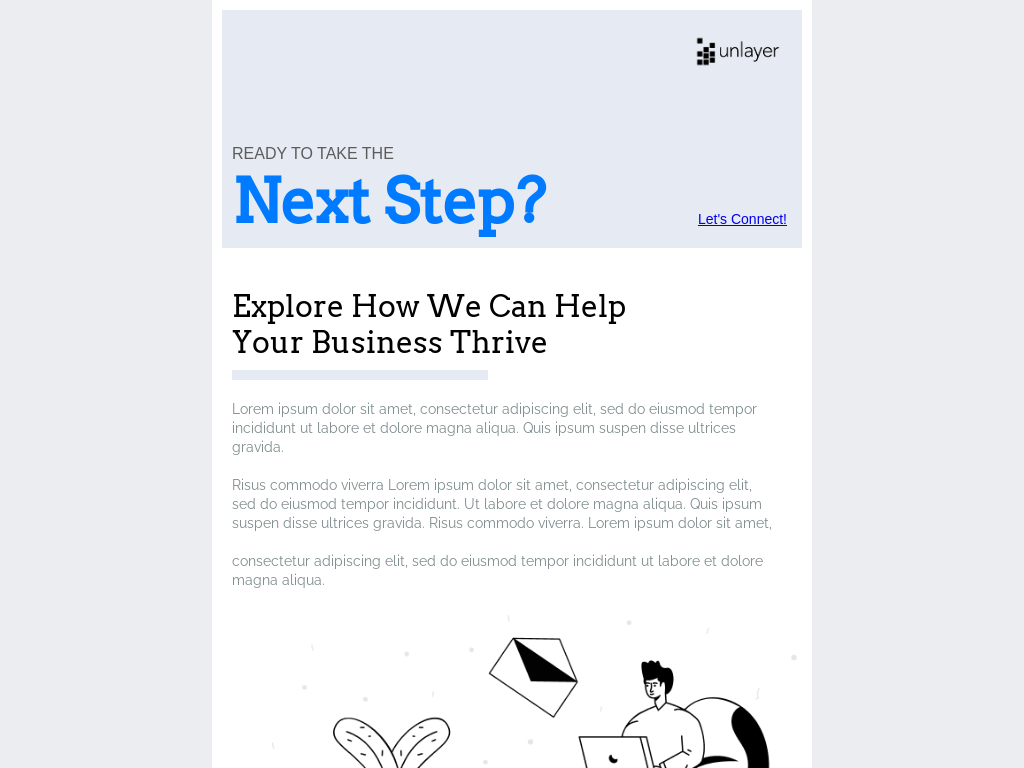 unlayer
READY TO TAKE THE
Next Step?
Let's Connect!
Explore How We Can Help
Your Business Thrive
Lorem ipsum dolor sit amet, consectetur adipiscing elit, sed do eiusmod tempor
incididunt ut labore et dolore magna aliqua. Quis ipsum suspen disse ultrices
gravida.
Risus commodo viverra Lorem ipsum dolor sit amet, consectetur adipiscing elit,
sed do eiusmod tempor incididunt. Ut labore et dolore magna aliqua. Quis ipsum
suspen disse ultrices gravida. Risus commodo viverra. Lorem ipsum dolor sit amet,
consectetur adipiscing elit, sed do eiusmod tempor incididunt ut labore et dolore
magna aliqua.